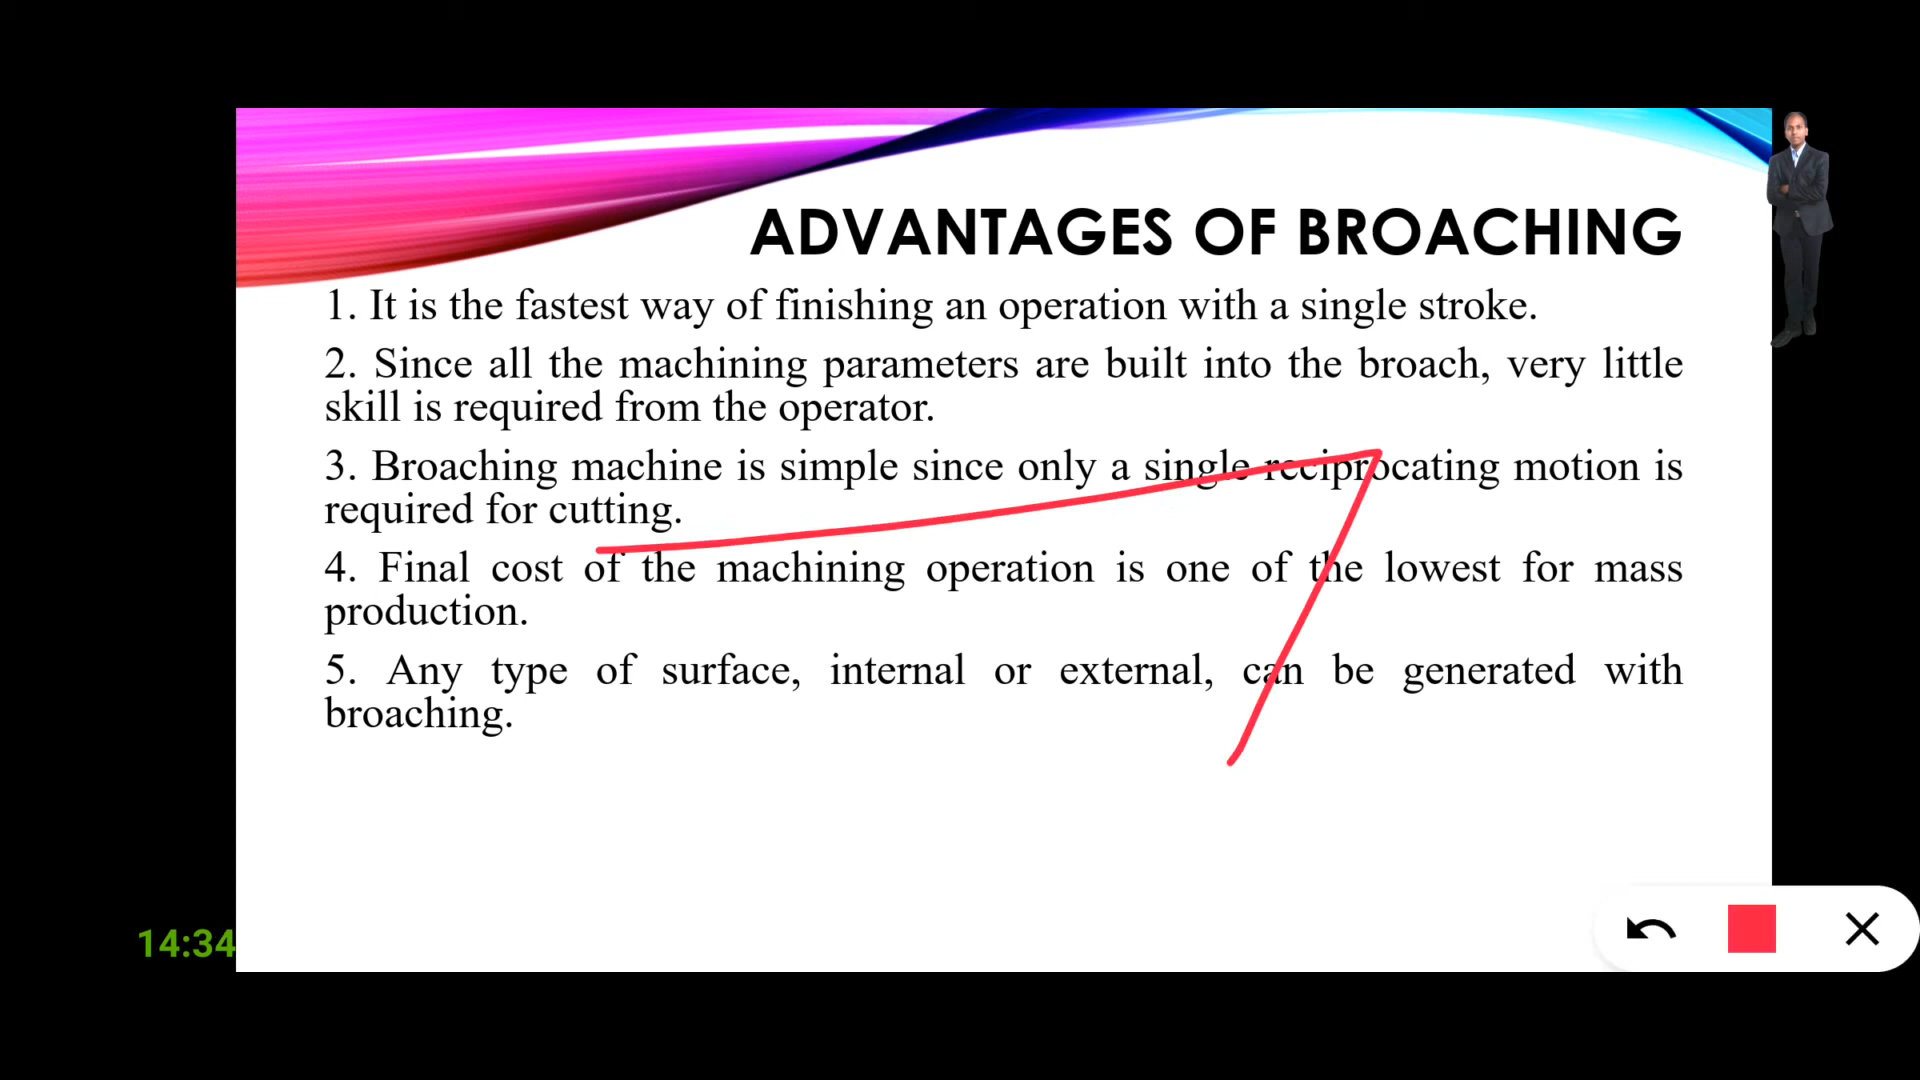 ADVANTAGES OF BROACHING
1. It is the fastest way of finishing an operation with a single stroke.
2. Since all the machining parameters are built into the broach, very little
skill is required from the operator.
3. Broaching machine is simple since only a single reciprocating motion is
required for cutting.
4. Final cost of the machining operation is one of the lowest for mass
production.
5. Any type of surface, internal or external, can be generated with
broaching.
14:34